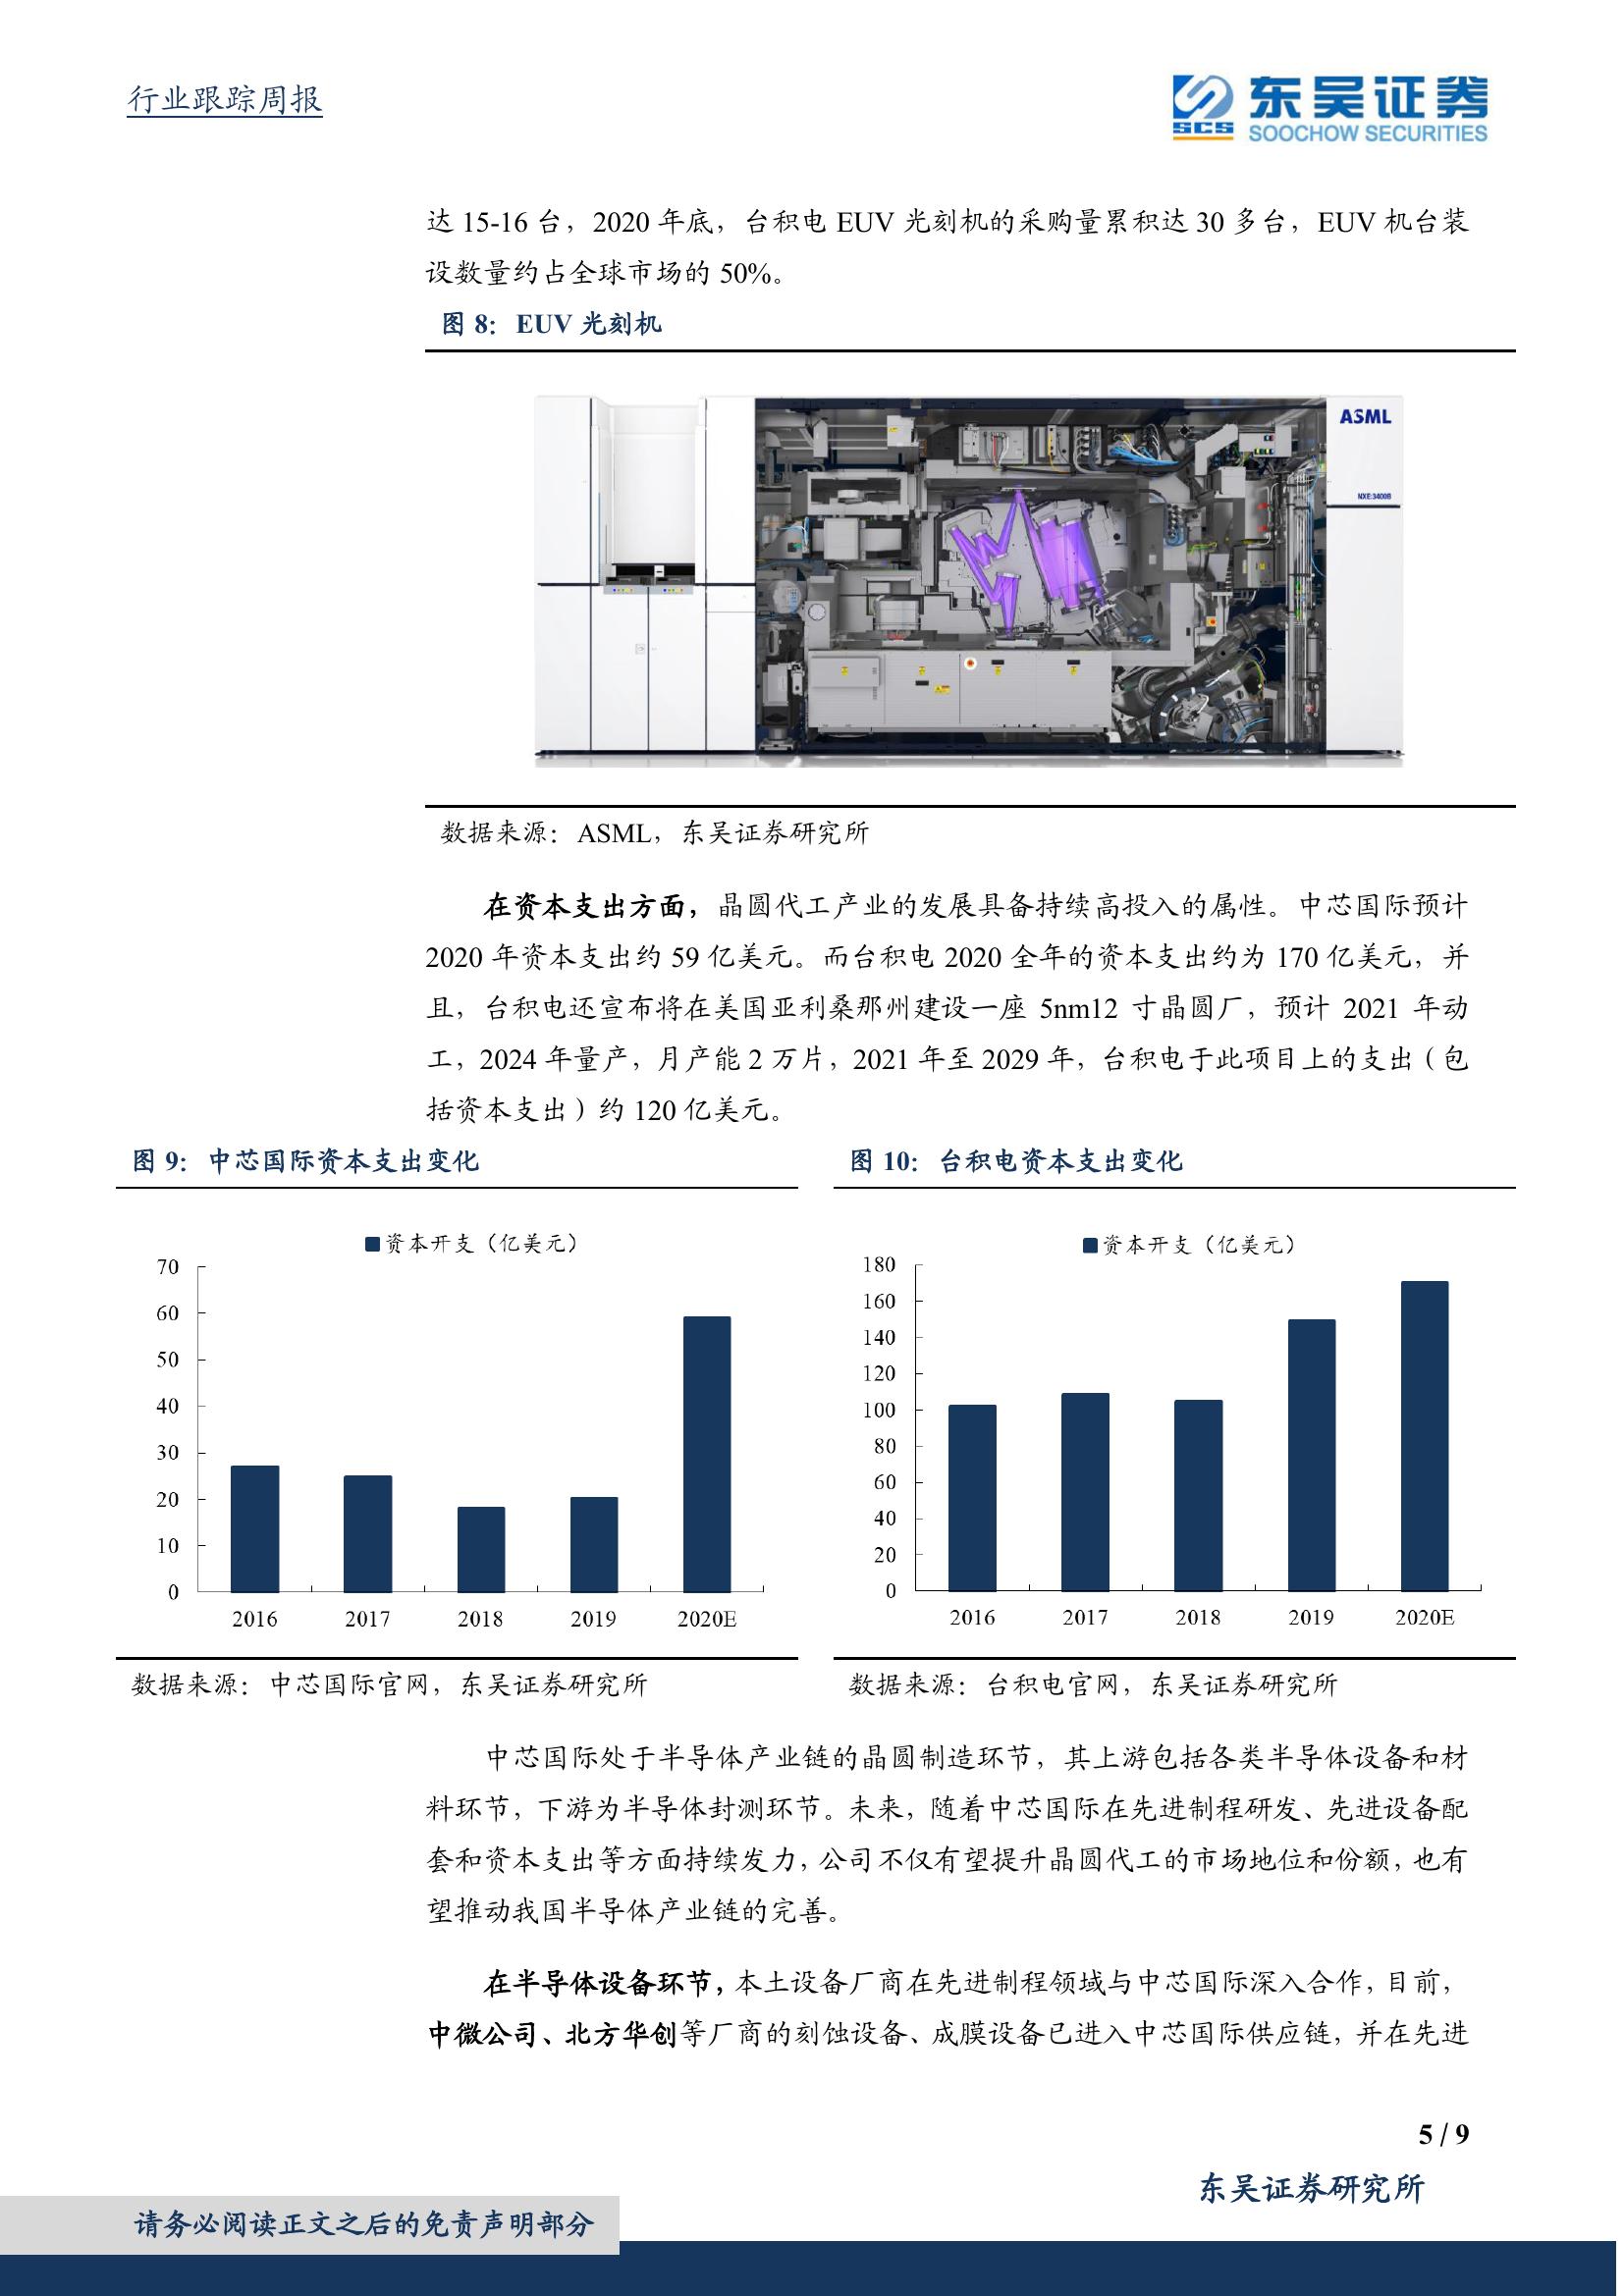 行业跟踪周报
东吴证券
SCS
SOOCHOW SECURITIES
达 15-16 台，2020 年底，台积电 EUV 光刻机的采购量累积达 30 多台，EUV 机台装
设数量约占全球市场的 50%。
图 8：EUV 光刻机
ASML
NXE:3400B
数据来源：ASML，东吴证券研究所
在资本支出方面，晶圆代工产业的发展具备持续高投入的属性。中芯国际预计
2020 年资本支出约 59 亿美元。而台积电 2020 全年的资本支出约为 170 亿美元，并
且，台积电还宣布将在美国亚利桑那州建设一座 5nm12 寸晶圆厂，预计 2021 年动
工，2024 年量产，月产能 2 万片，2021 年至 2029 年，台积电于此项目上的支出（包
括资本支出）约 120 亿美元。
图 9：中芯国际资本支出变化
资本开支（亿美元）
70
60
50
40
30
20
10
0
2016 2017 2018 2019 2020E
数据来源：中芯国际官网，东吴证券研究所
图 10：台积电资本支出变化
资本开支（亿美元）
180
160
140
120
100
80
60
40
20
0
2016 2017 2018 2019 2020E
数据来源：台积电官网，东吴证券研究所
中芯国际处于半导体产业链的晶圆制造环节，其上游包括各类半导体设备和材
料环节，下游为半导体封测环节。未来，随着中芯国际在先进制程研发、先进设备配
套和资本支出等方面持续发力，公司不仅有望提升晶圆代工的市场地位和份额，也有
望推动我国半导体产业链的完善。
在半导体设备环节，本土设备厂商在先进制程领域与中芯国际深入合作，目前，
中微公司、北方华创等厂商的刻蚀设备、成膜设备已进入中芯国际供应链，并在先进
5 / 9
东吴证券研究所
请务必阅读正文之后的免责声明部分